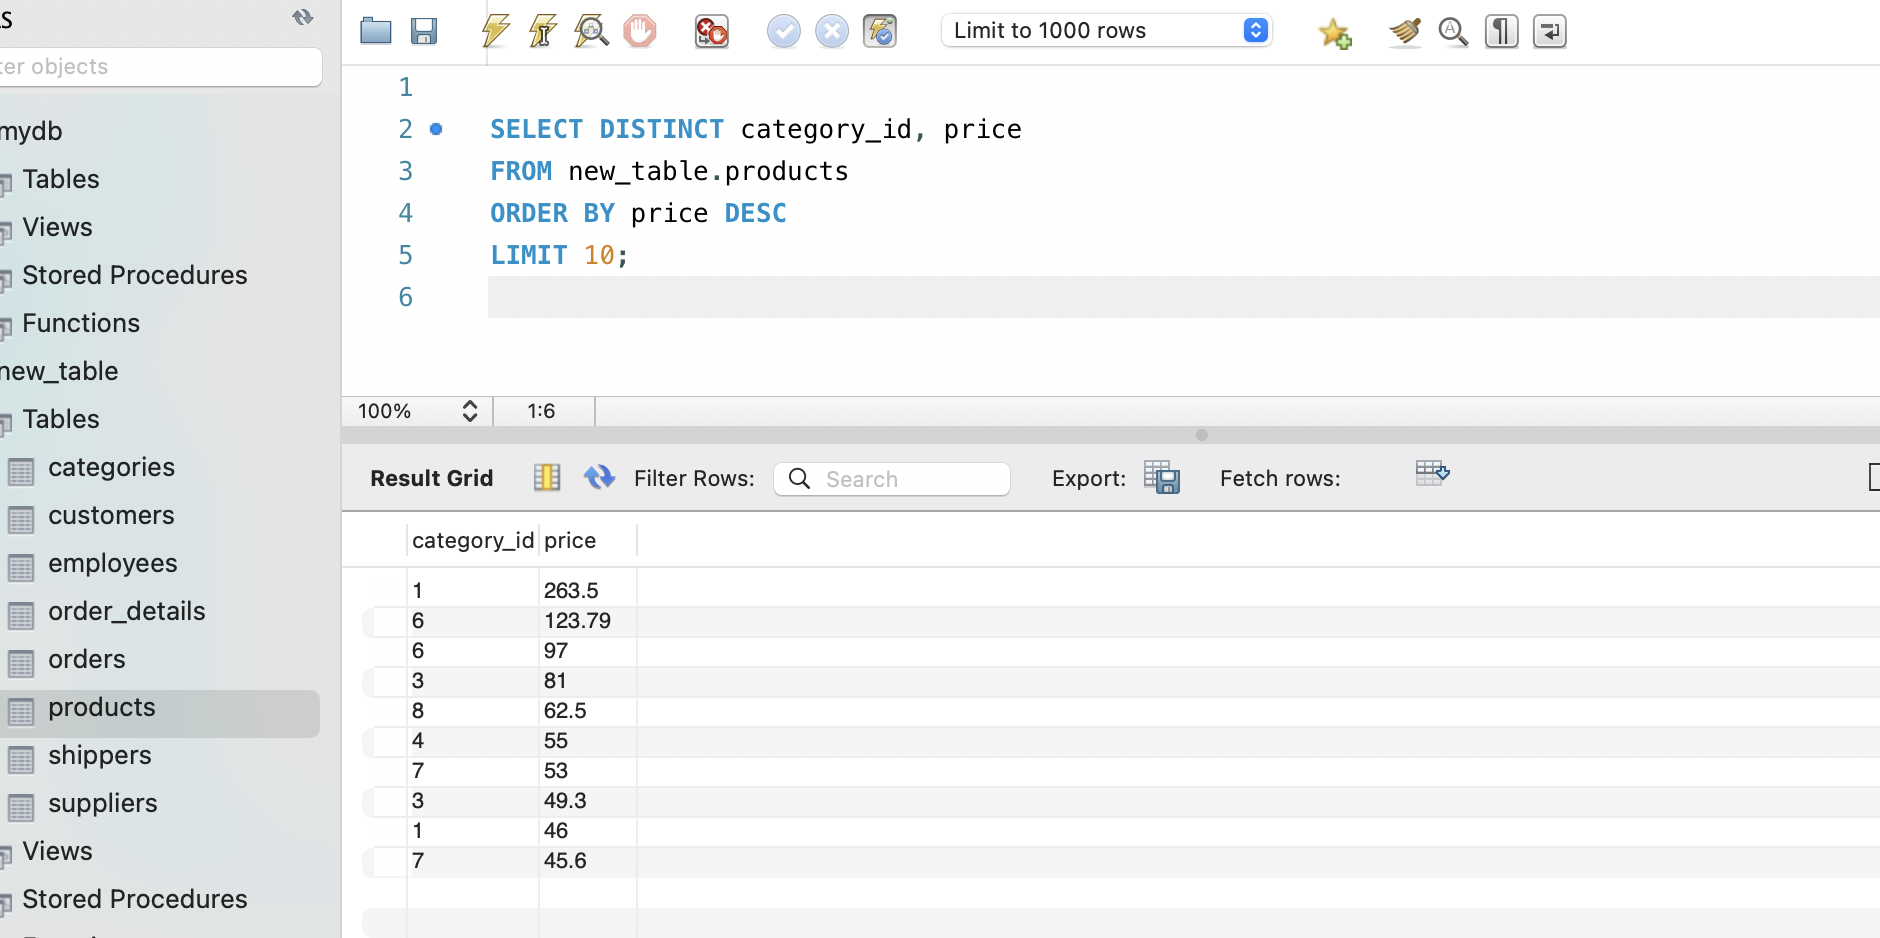 Limit to 1000 rows
objects
mydb
Tables
Views
Stored Procedures
Functions
new_table
Tables
categories
customers
employees
order_details
orders
products
shippers
suppliers
Views
Stored Procedures
1
2 SELECT DISTINCT category_id, price
3 FROM new_table.products
4 ORDER BY price DESC
5 LIMIT 10;
6
100% 1:6
Result Grid Filter Rows: Search Export: Fetch rows:
category_id price
1 263.5
6 123.79
6 97
3 81
8 62.5
4 55
7 53
3 49.3
1 46
7 45.6